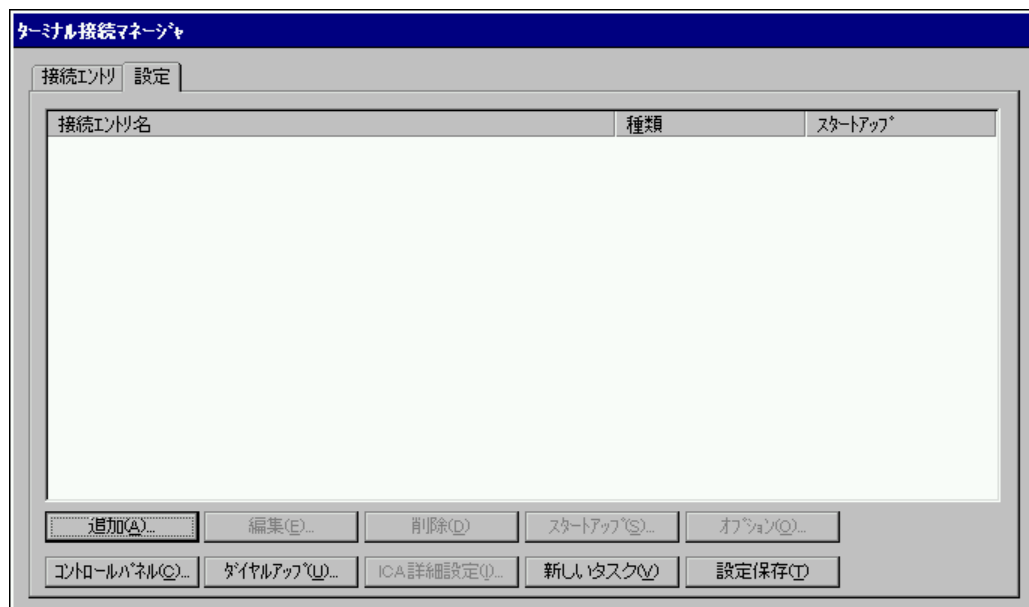 ﾀｰﾐﾅﾙ接続ﾏﾈｰｼﾞｬ
接続ｴﾝﾄﾘ 設定
接続ｴﾝﾄﾘ名 種類 ｽﾀｰﾄｱｯﾌﾟ
追加(A)... 編集(E)... 削除(D) ｽﾀｰﾄｱｯﾌﾟ(S)... ｵﾌﾟｼｮﾝ(O)...
ｺﾝﾄﾛｰﾙﾊﾟﾈﾙ(C)... ﾀﾞｲﾔﾙｱｯﾌﾟ(U)... ICA詳細設定(I)... 新しいタスク(V) 設定保存(T)